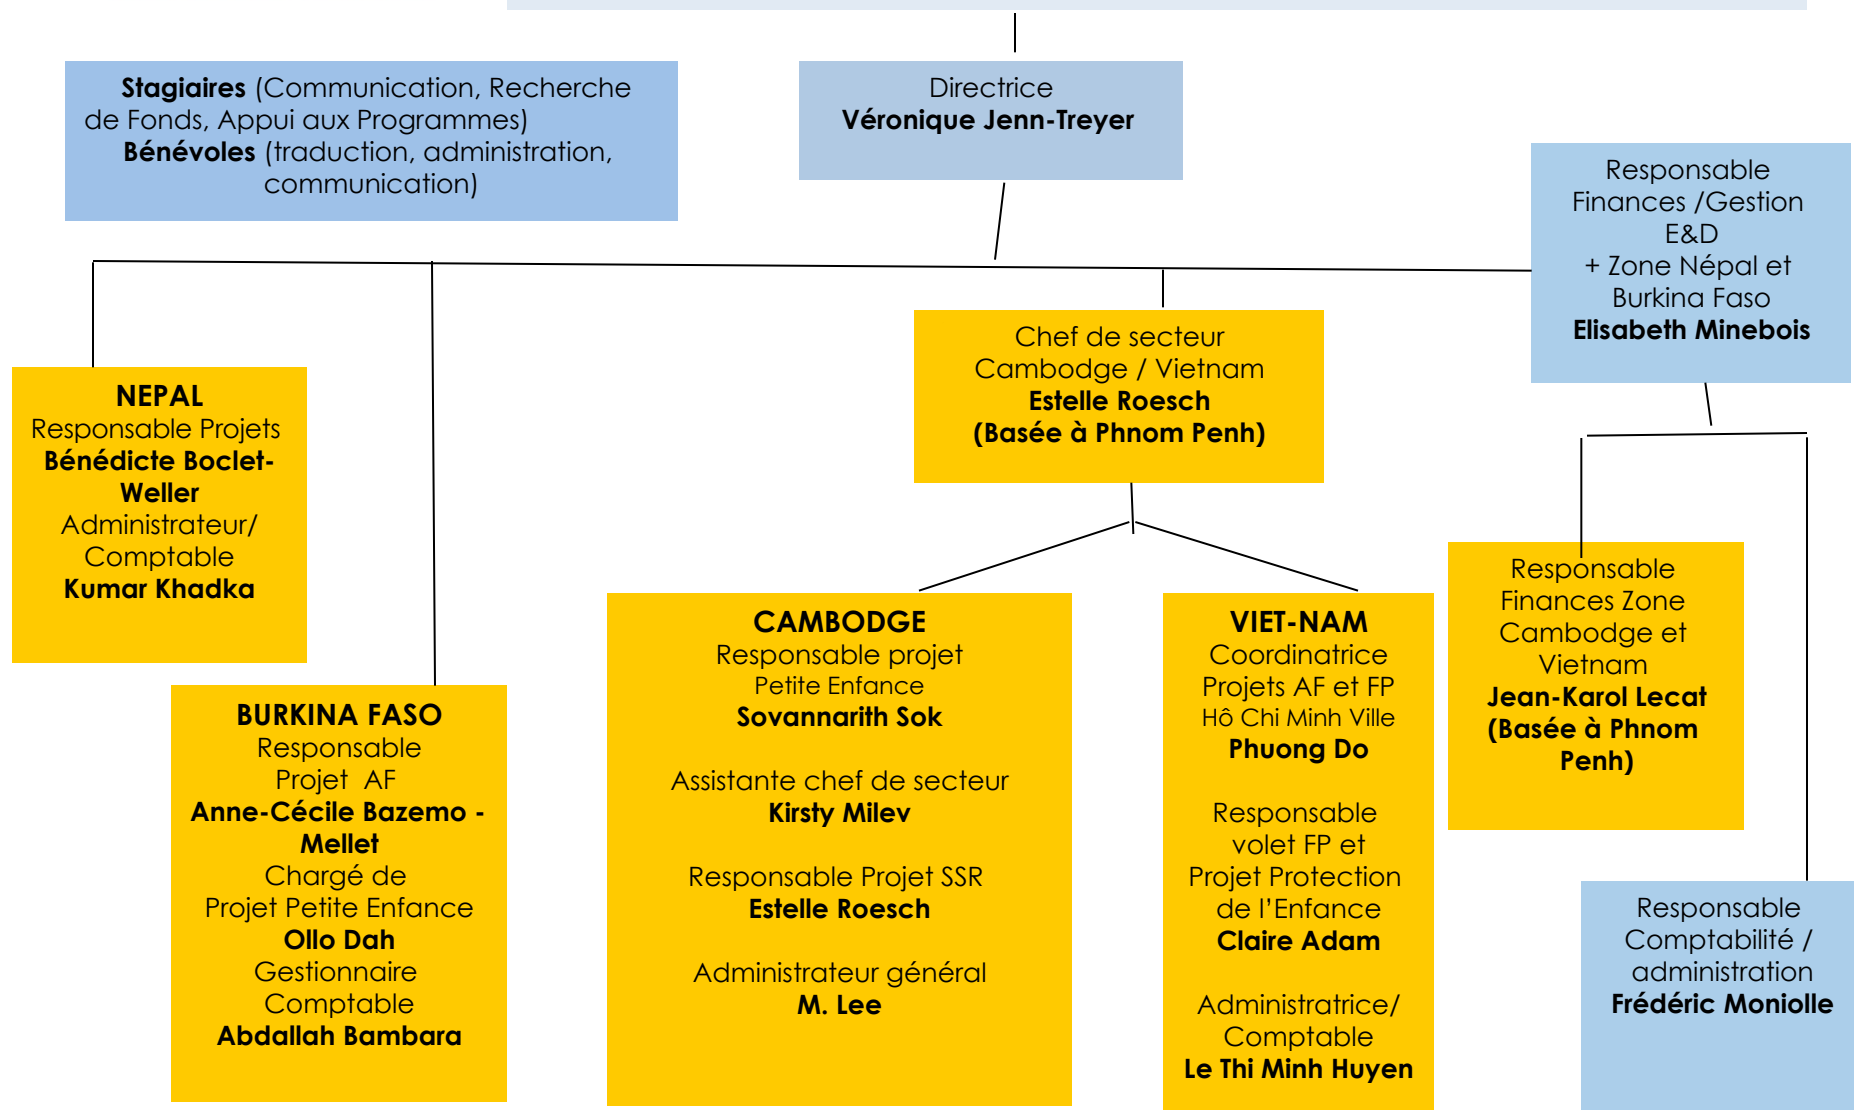 Stagiaires (Communication, Recherche
de Fonds, Appui aux Programmes)
Bénévoles (traduction, administration,
communication)
Directrice
Véronique Jenn-Treyer
Responsable
Finances /Gestion
E&D
+ Zone Népal et
Burkina Faso
Elisabeth Minebois
Chef de secteur
Cambodge / Vietnam
Estelle Roesch
(Basée à Phnom Penh)
NEPAL
Responsable Projets
Bénédicte Boclet-
Weller
Administrateur/
Comptable
Kumar Khadka
BURKINA FASO
Responsable
Projet AF
Anne-Cécile Bazemo -
Mellet
Chargé de
Projet Petite Enfance
Ollo Dah
Gestionnaire
Comptable
Abdallah Bambara
CAMBODGE
Responsable projet
Petite Enfance
Sovannarith Sok
Assistante chef de secteur
Kirsty Milev
Responsable Projet SSR
Estelle Roesch
Administrateur général
M. Lee
VIET-NAM
Coordinatrice
Projets AF et FP
Hô Chi Minh Ville
Phuong Do
Responsable
volet FP et
Projet Protection
de l’Enfance
Claire Adam
Administratrice/
Comptable
Le Thi Minh Huyen
Responsable
Finances Zone
Cambodge et
Vietnam
Jean-Karol Lecat
(Basée à Phnom
Penh)
Responsable
Comptabilité /
administration
Frédéric Moniolle